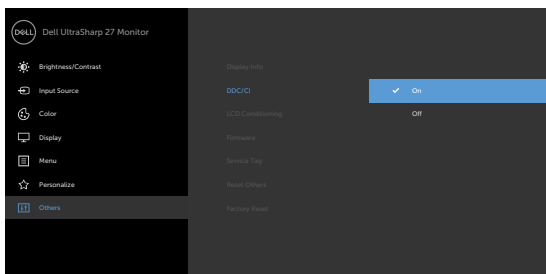 DELL Dell UltraSharp 27 Monitor
Brightness/Contrast
Display Info
Input Source
DDC/CI
On
Color
LCD Conditioning
Off
Display
Firmware
Menu
Service Tag
Personalize
Reset Others
Others
Factory Reset